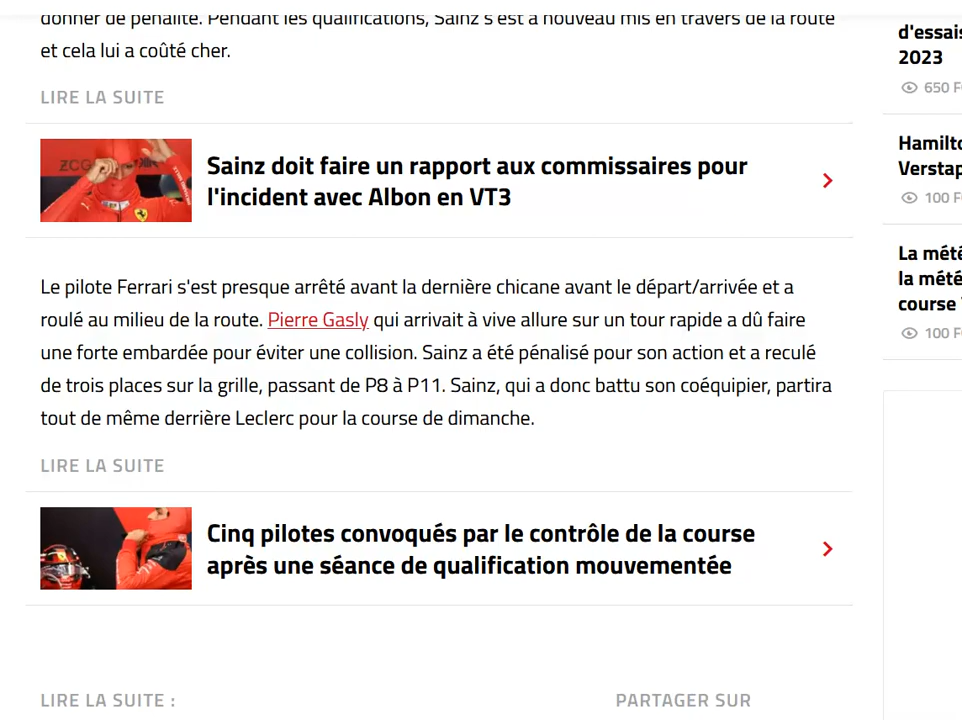 donner de pénalité. Pendant les qualifications, Sainz s'est à nouveau mis en travers de la route
et cela lui a coûté cher.
LIRE LA SUITE
Sainz doit faire un rapport aux commissaires pour
l'incident avec Albon en VT3
Le pilote Ferrari s'est presque arrêté avant la dernière chicane avant le départ/arrivée et a
roulé au milieu de la route. Pierre Gasly qui arrivait à vive allure sur un tour rapide a dû faire
une forte embardée pour éviter une collision. Sainz a été pénalisé pour son action et a reculé
de trois places sur la grille, passant de P8 à P11. Sainz, qui a donc battu son coéquipier, partira
tout de même derrière Leclerc pour la course de dimanche.
LIRE LA SUITE
Cinq pilotes convoqués par le contrôle de la course
après une séance de qualification mouvementée
LIRE LA SUITE :
PARTAGER SUR
d'essais
2023
650
Hamilto
Verstap
100
La
la
course
100